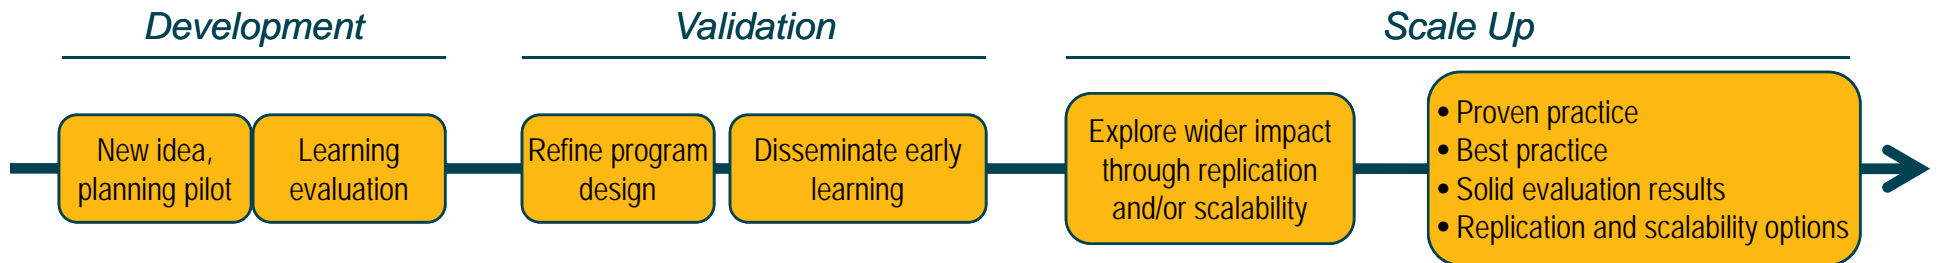 Development
Validation
Scale Up
New idea,
planning pilot
Learning
evaluation
Refine program
design
Disseminate early
learning
Explore wider impact
through replication
and/or scalability
• Proven practice
• Best practice
• Solid evaluation results
• Replication and scalability options